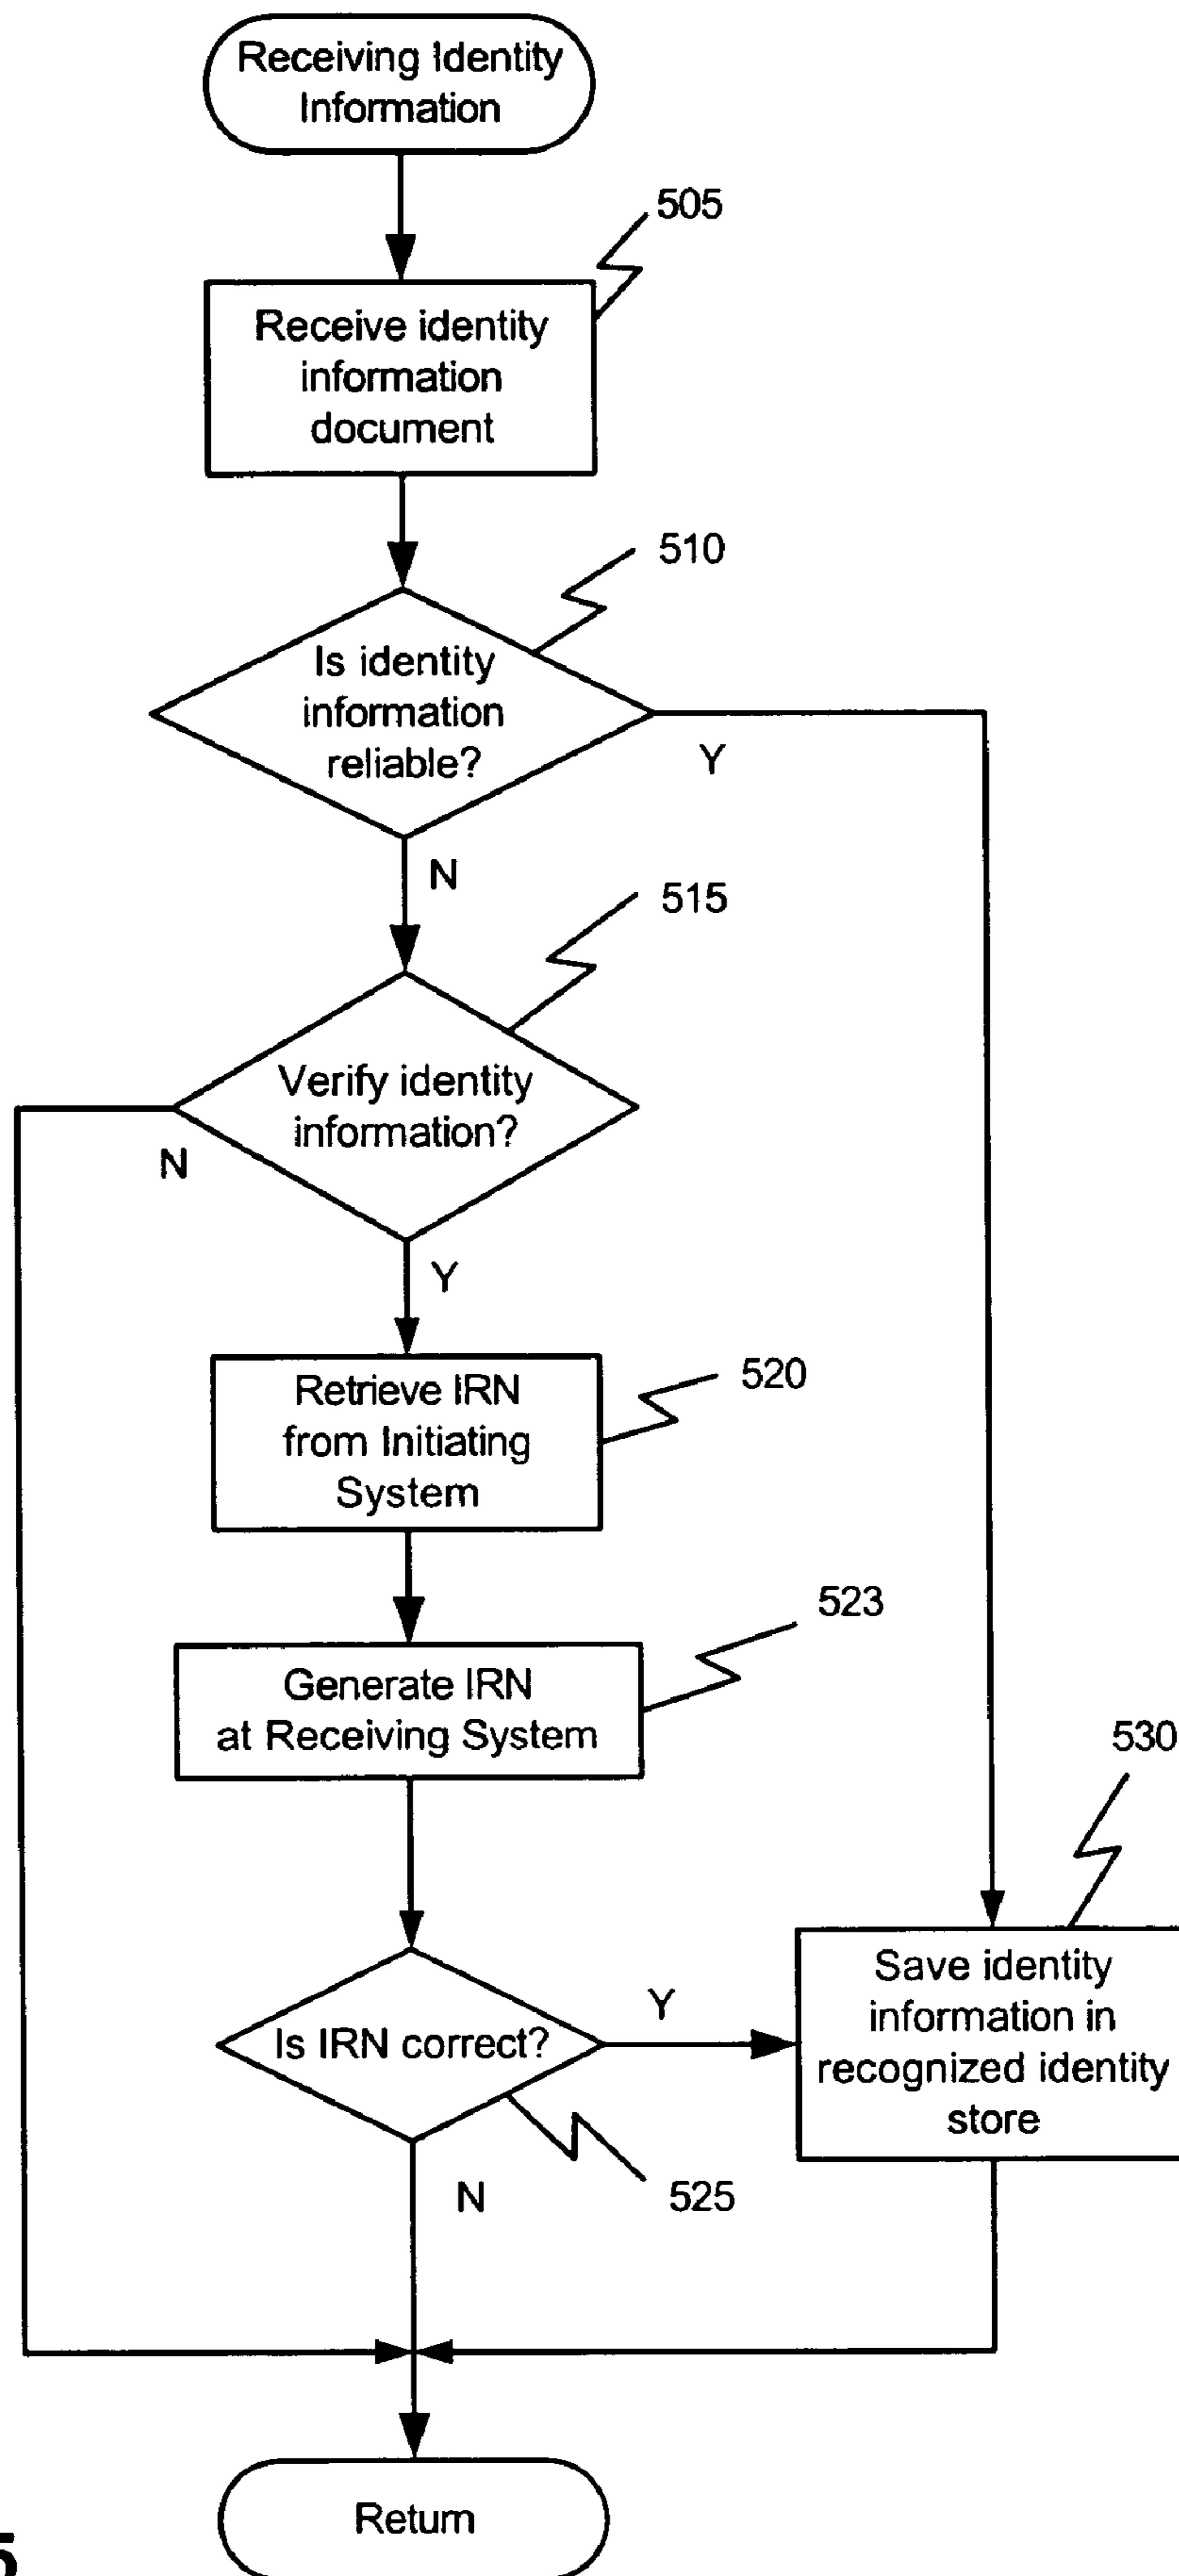 Receiving Identity
Information
505
Receive identity
information
document
510
Is identity
information
reliable?
Y
N
515
Verify identity
information?
N
Y
520
Retrieve IRN
from Initiating
System
523
Generate IRN
at Receiving System
530
Save identity
information in
recognized identity
store
Is IRN correct?
Y
N
525
Return
5